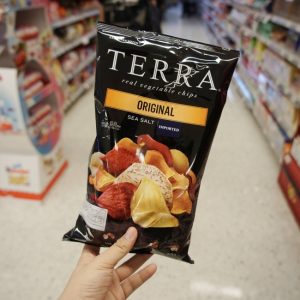 TERRA
real vegetable chips
ORIGINAL
SEA SALT
IMPORTED